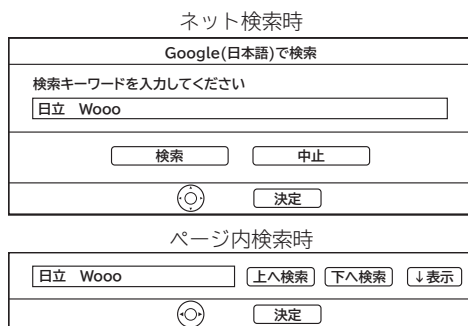 ネット検索時
Google(日本語)で検索
検索キーワードを入力してください
日立　Wooo
検索　中止
決定
ページ内検索時
日立　Wooo　上へ検索　下へ検索　↓表示
決定